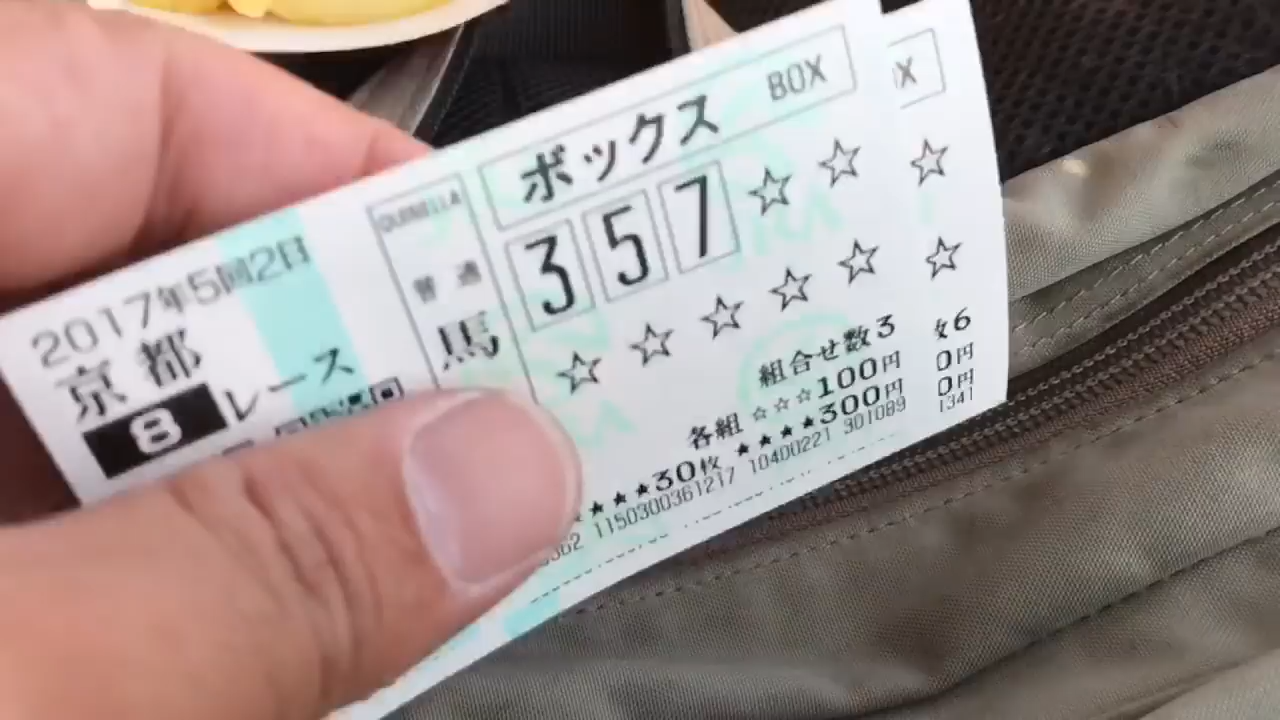 2017年5回2日
京都
8レース
QUINELLA
普通
馬
ボックス BOX
3 5 7 ☆ ☆
☆ ☆ ☆ ☆ ☆
組合せ数3
各組 ☆☆☆100円
★★★★300円
★★★30枚
1150300361217 10400221 301089
X
☆
☆
6
0円
0円
1341